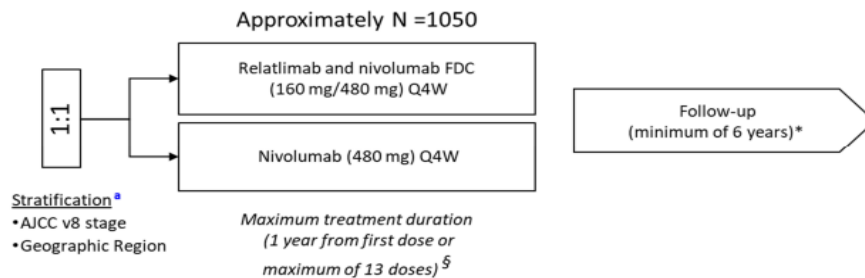 Approximately N =1050
1:1
Relatlimab and nivolumab FDC
(160 mg/480 mg) Q4W
Nivolumab (480 mg) Q4W
Follow-up
(minimum of 6 years)*
Stratification a
•AJCC v8 stage
•Geographic Region
Maximum treatment duration
(1 year from first dose or
maximum of 13 doses) §